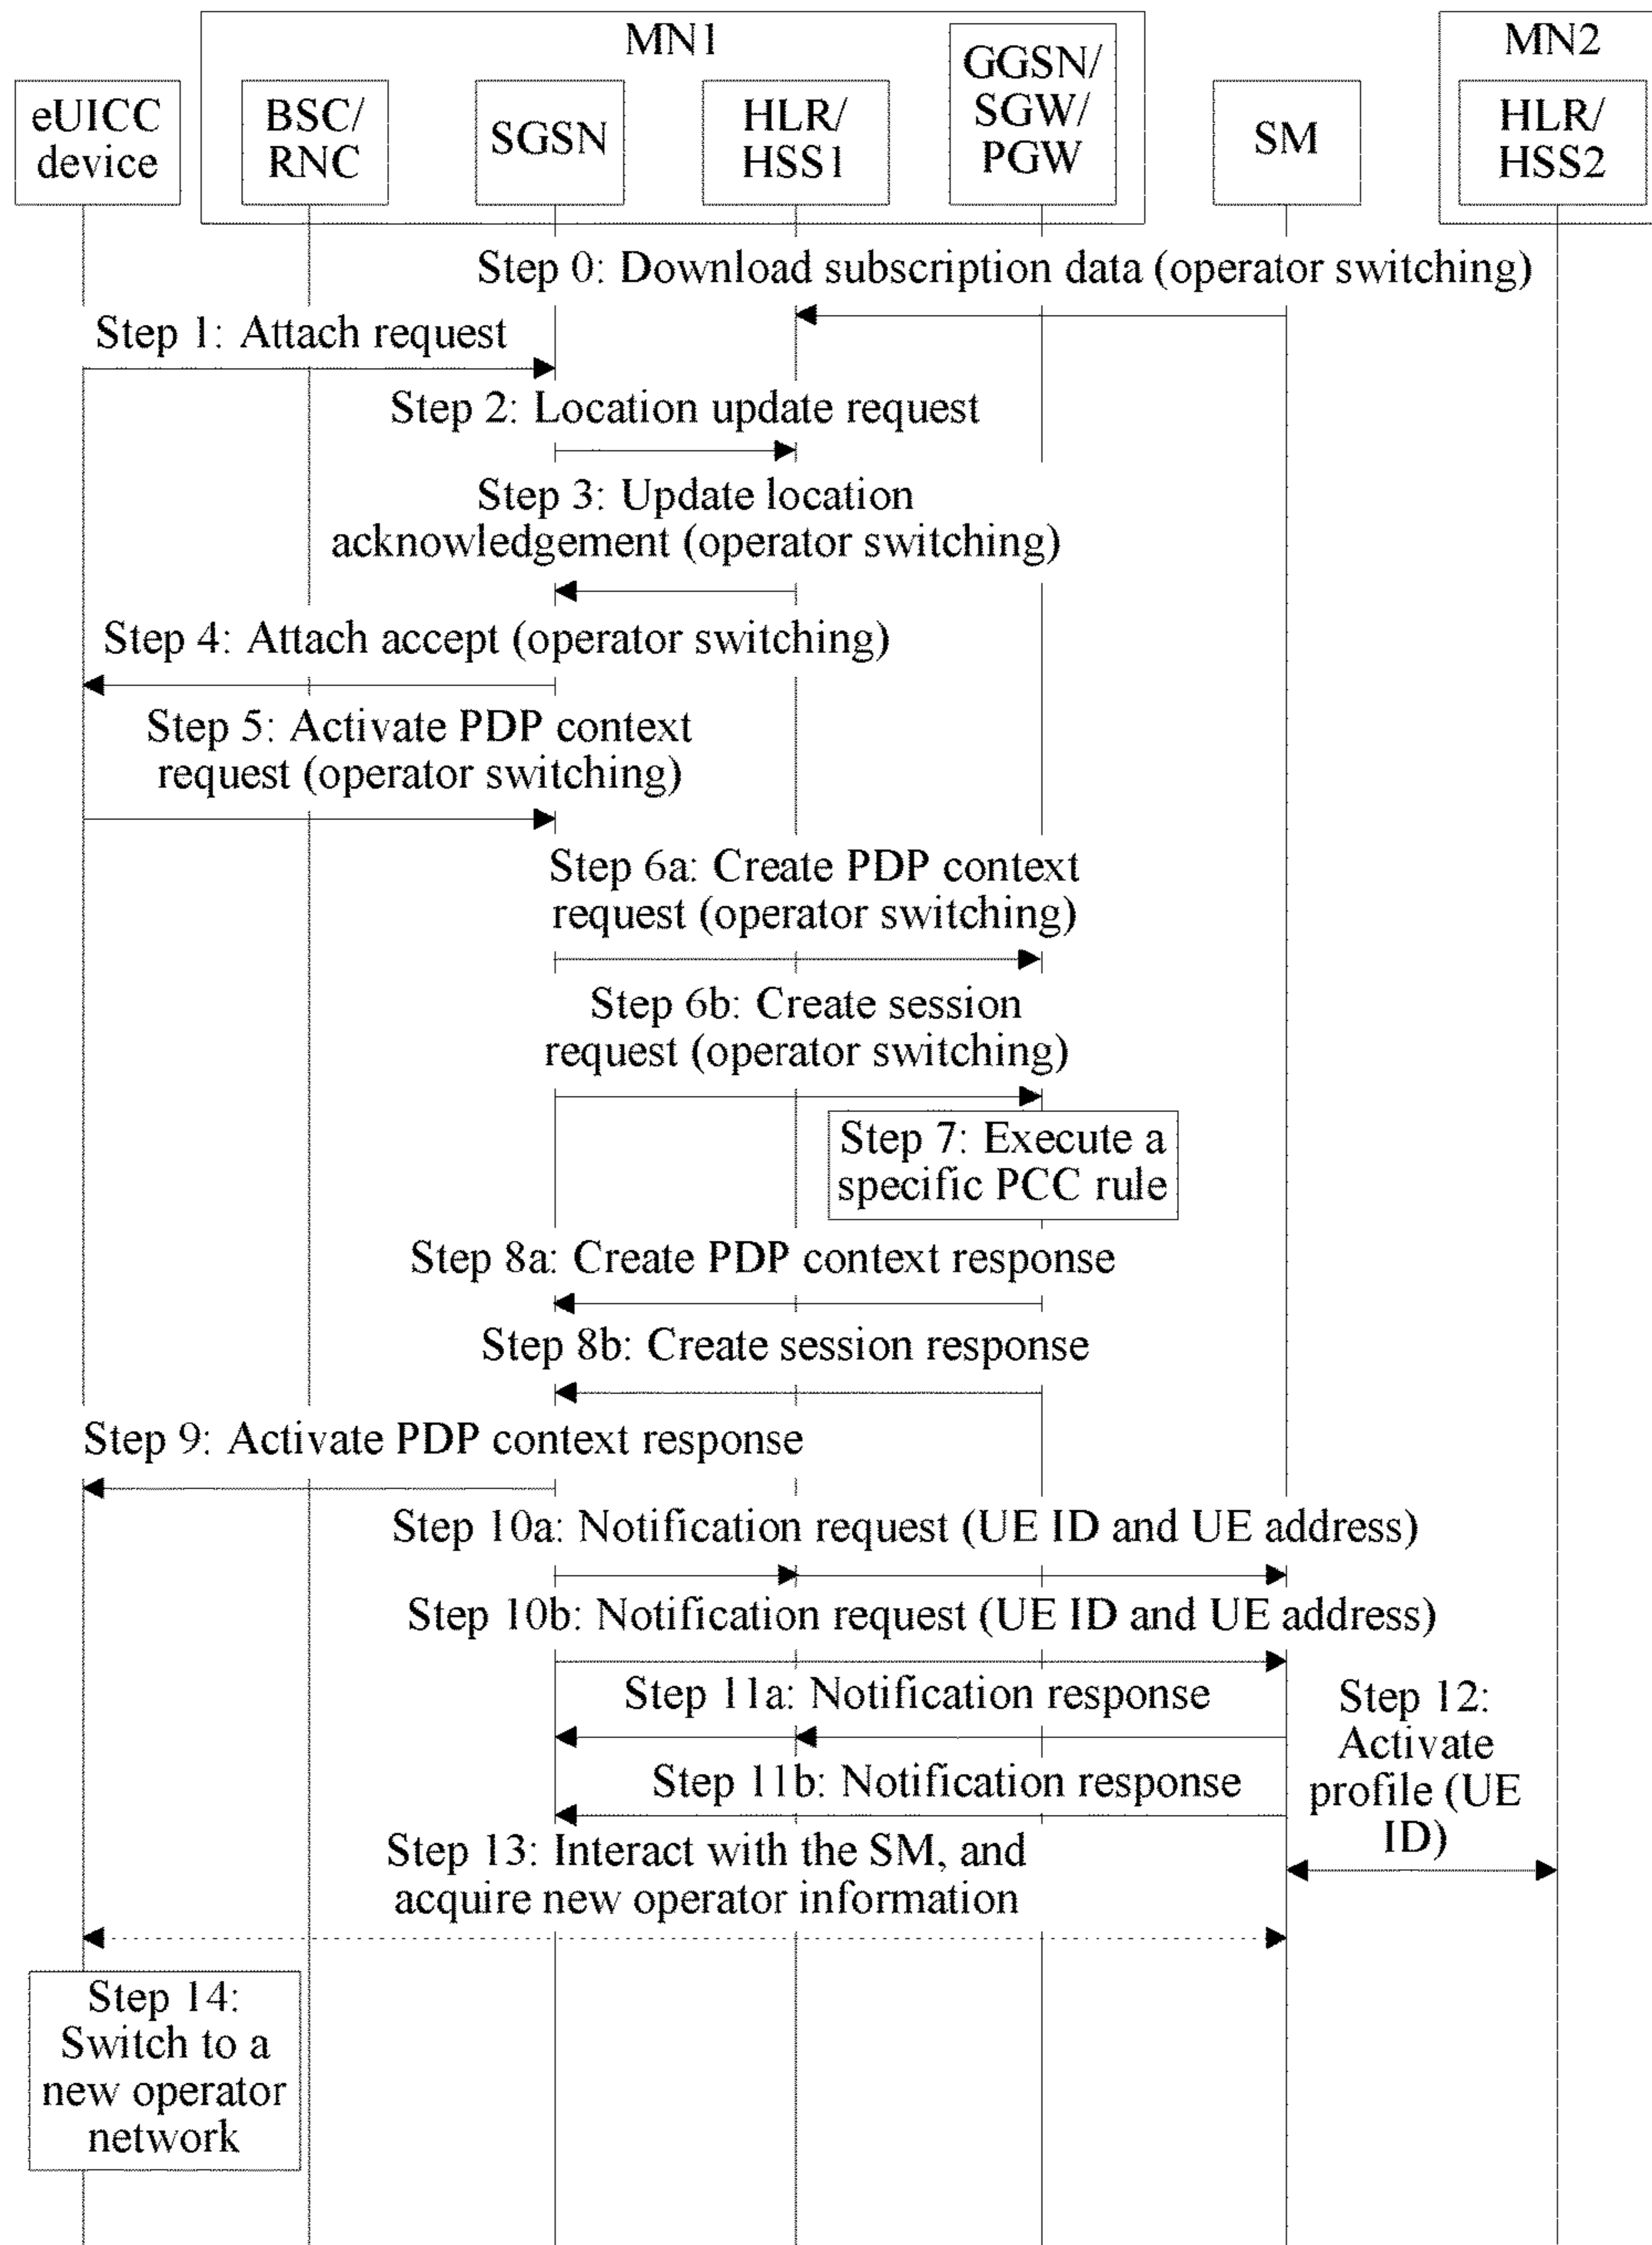 MN1
MN2
eUICC
device
BSC/
RNC
SGSN
HLR/
HSS1
GGSN/
SGW/
PGW
SM
HLR/
HSS2
Step 0: Download subscription data (operator switching)
Step 1: Attach request
Step 2: Location update request
Step 3: Update location
acknowledgement (operator switching)
Step 4: Attach accept (operator switching)
Step 5: Activate PDP context
request (operator switching)
Step 6a: Create PDP context
request (operator switching)
Step 6b: Create session
request (operator switching)
Step 7: Execute a
specific PCC rule
Step 8a: Create PDP context response
Step 8b: Create session response
Step 9: Activate PDP context response
Step 10a: Notification request (UE ID and UE address)
Step 10b: Notification request (UE ID and UE address)
Step 11a: Notification response
Step 11b: Notification response
Step 12:
Activate
profile (UE
ID)
Step 13: Interact with the SM, and
acquire new operator information
Step 14:
Switch to a
new operator
network